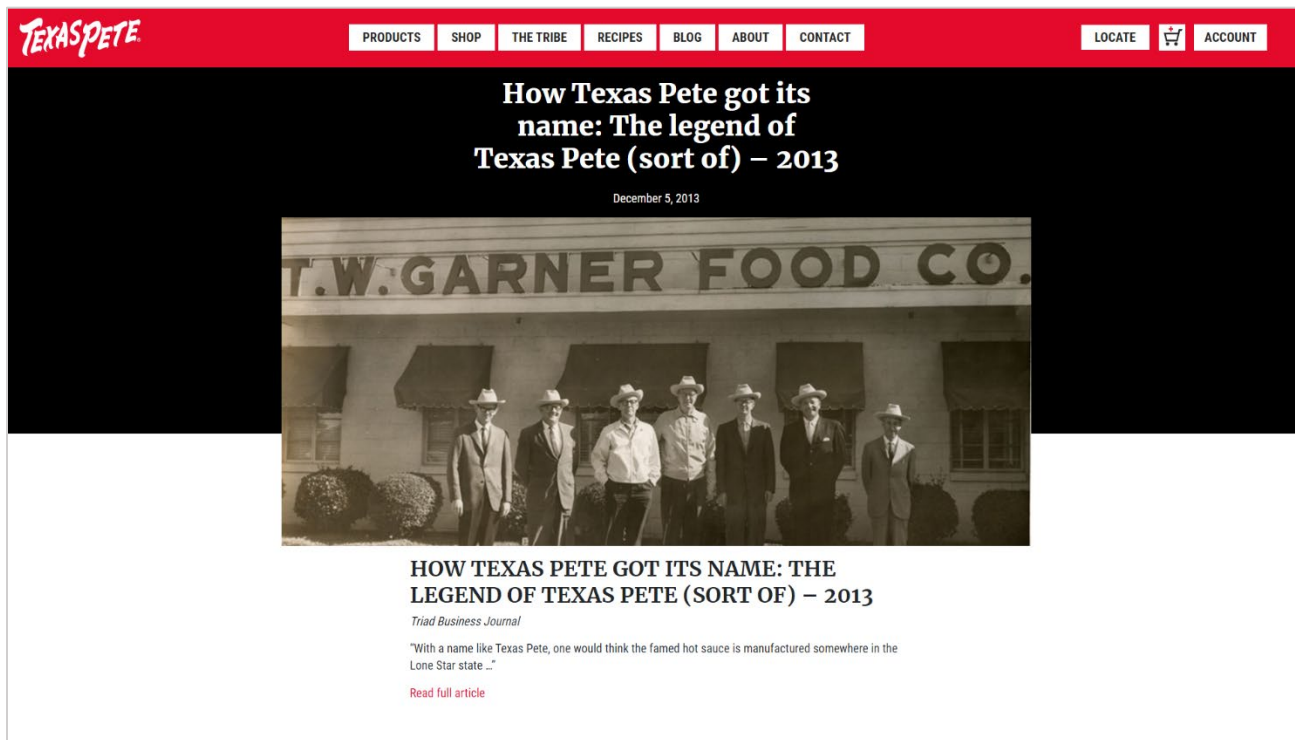 TEXAS PETE
PRODUCTS
SHOP
THE TRIBE
RECIPES
BLOG
ABOUT
CONTACT
LOCATE
ACCOUNT
How Texas Pete got its
name: The legend of
Texas Pete (sort of) – 2013
December 5, 2013
T.W. GARNER FOOD CO.
HOW TEXAS PETE GOT ITS NAME: THE
LEGEND OF TEXAS PETE (SORT OF) – 2013
Triad Business Journal
"With a name like Texas Pete, one would think the famed hot sauce is manufactured somewhere in the
Lone Star state …"
Read full article